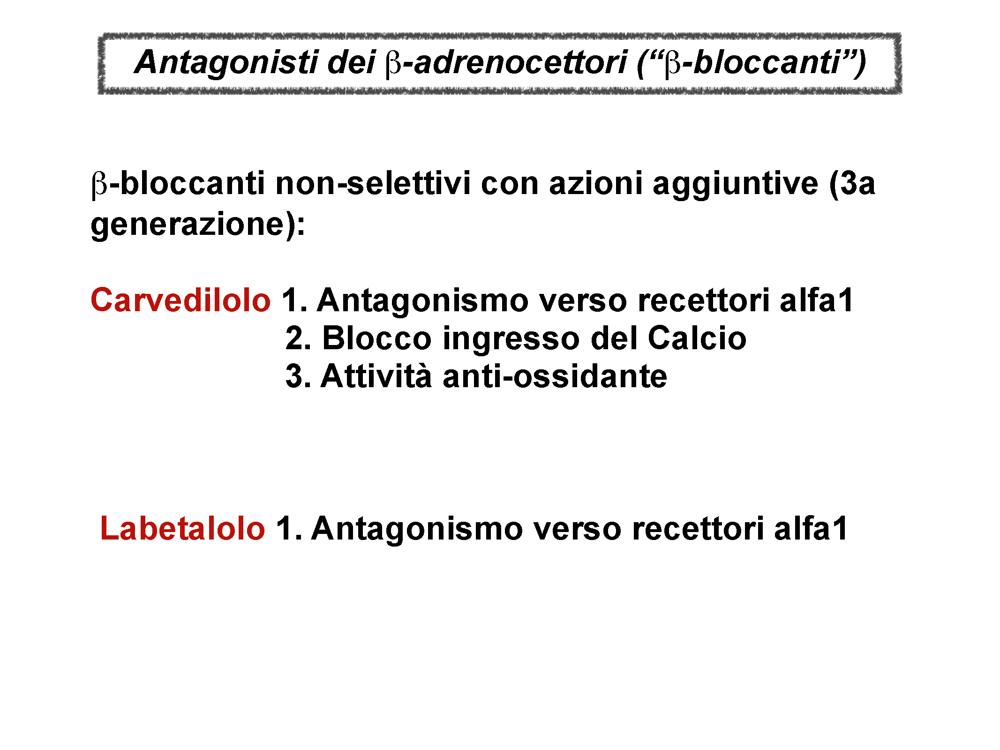 Antagonisti dei β-adrenocettori (“β-bloccanti”)
β-bloccanti non-selettivi con azioni aggiuntive (3a
generazione):
Carvedilolo 1. Antagonismo verso recettori alfa1
2. Blocco ingresso del Calcio
3. Attività anti-ossidante
Labetalolo 1. Antagonismo verso recettori alfa1